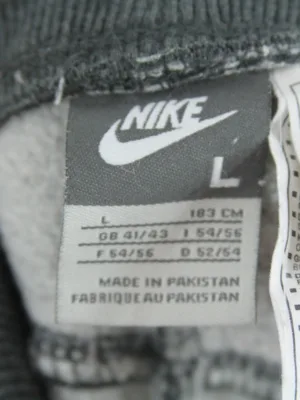 NIKE
L
L 183 CM
GB 41/43 I 54/56
F 54/56 D 52/54
MADE IN PAKISTAN
FABRIQUE AU PAKISTAN